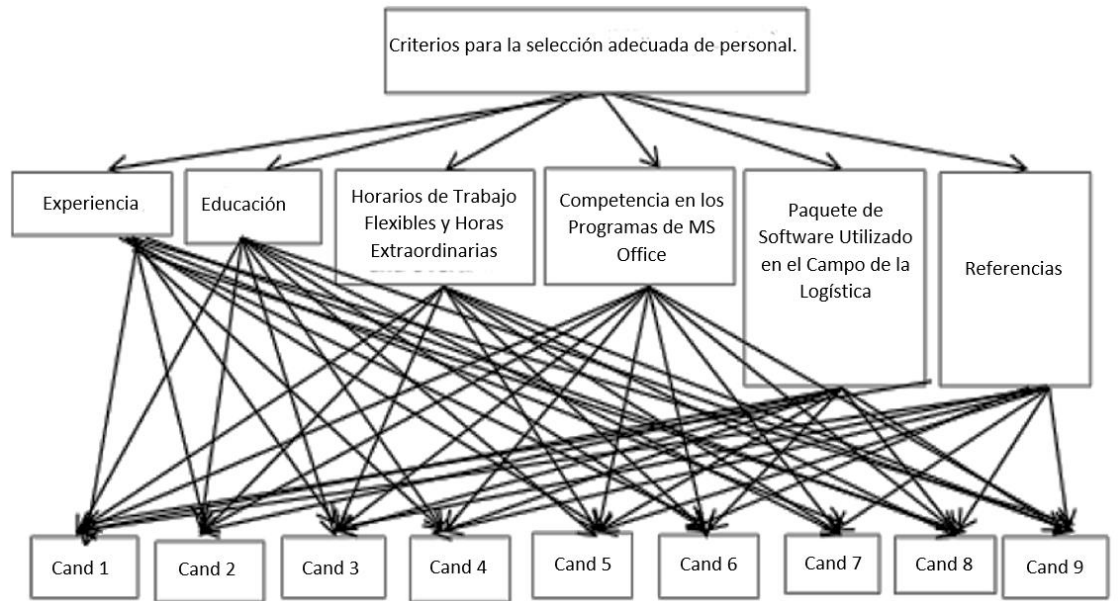 Criterios para la selección adecuada de personal.
Experiencia
Educación
Horarios de Trabajo
Flexibles y Horas
Extraordinarias
Competencia en los
Programas de MS
Office
Paquete de
Software Utilizado
en el Campo de la
Logística
Referencias
Cand 1
Cand 2
Cand 3
Cand 4
Cand 5
Cand 6
Cand 7
Cand 8
Cand 9